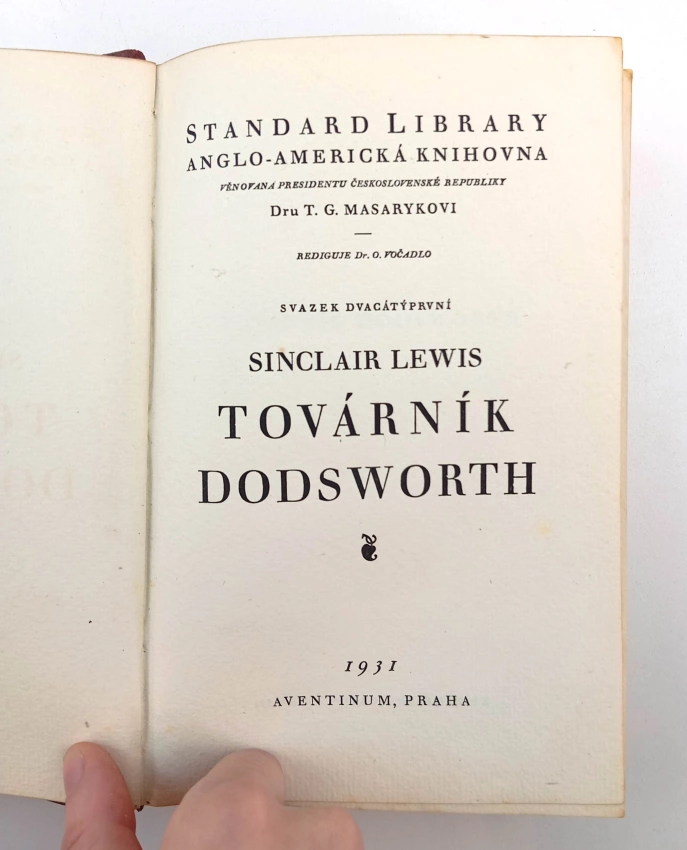 STANDARD LIBRARY
ANGLO-AMERICKÁ KNIHOVNA
VĚNOVANÁ PRESIDENTU ČESKOSLOVENSKÉ REPUBLIKY
Dru T. G. MASARYKOVI
REDIGUJE Dr. O. VOČADLO
SVAZEK DVACÁTÝPRVNÍ
SINCLAIR LEWIS
TOVÁRNÍK
DODSWORTH
1931
AVENTINUM, PRAHA